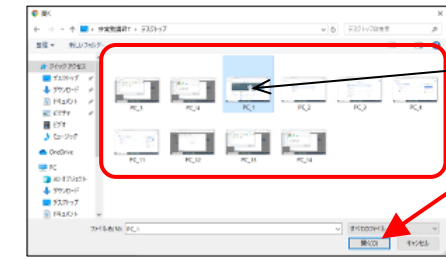 開く
デスクトップ
整理 ▼ 新しいフォルダー
クイック アクセス
デスクトップ
ダウンロード
ドキュメント
ピクチャ
ビデオ
ミュージック
OneDrive
PC
3D オブジェクト
ダウンロード
デスクトップ
ドキュメント
PC_1
PC_2
PC_3
PC_4
PC_11
PC_12
PC_13
PC_14
ファイル名(N):
すべてのファイル
開く(O)
キャンセル